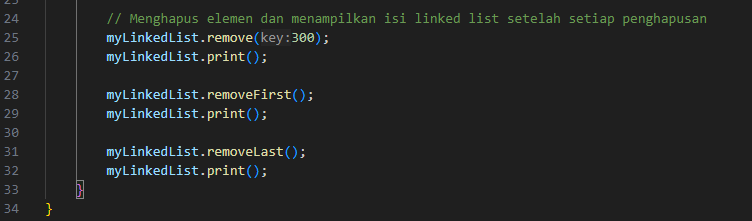 24 // Menghapus elemen dan menampilkan isi linked list setelah setiap penghapusan
25 myLinkedList.remove(key:300);
26 myLinkedList.print();
27
28 myLinkedList.removeFirst();
29 myLinkedList.print();
30
31 myLinkedList.removeLast();
32 myLinkedList.print();
33 }
34 }